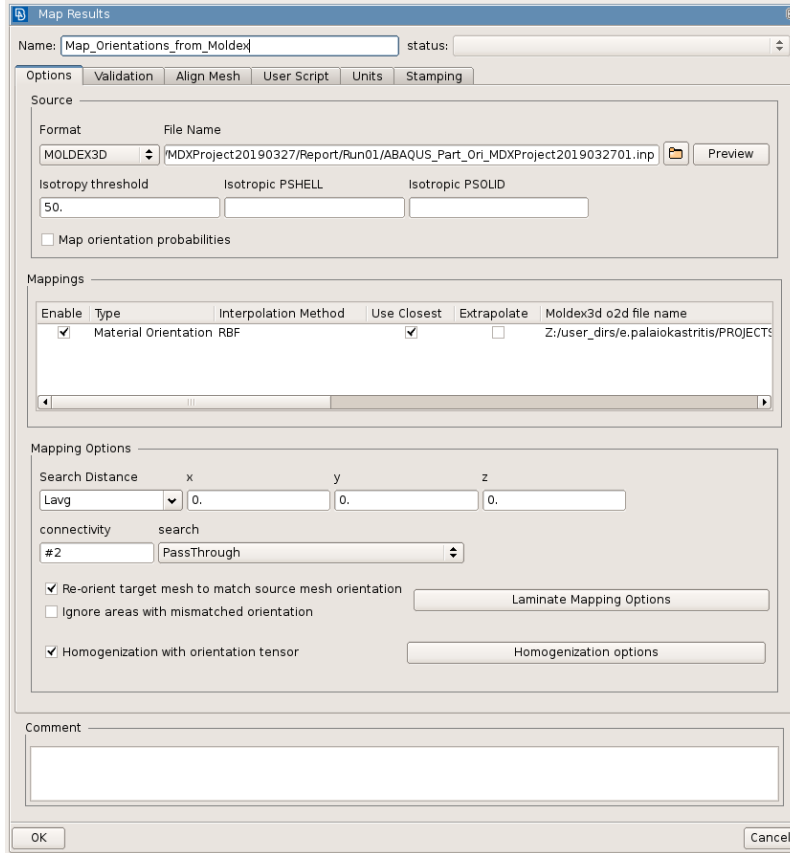 Map Results
Name: Map_Orientations_from_Moldex status:
Options Validation Align Mesh User Script Units Stamping
Source
Format File Name
MOLDEX3D /MDXProject20190327/Report/Run01/ABAQUS_Part_Ori_MDXProject2019032701.inp Preview
Isotropy threshold Isotropic PSHELL Isotropic PSOLID
50.
Map orientation probabilities
Mappings
Enable Type Interpolation Method Use Closest Extrapolate Moldex3d o2d file name
Material Orientation RBF Z:/user_dirs/e.palaiokastritis/PROJECTS
Mapping Options
Search Distance x y z
Lavg 0. 0. 0.
connectivity search
#2 PassThrough
Re-orient target mesh to match source mesh orientation
Laminate Mapping Options
Ignore areas with mismatched orientation
Homogenization with orientation tensor Homogenization options
Comment
OK Cancel